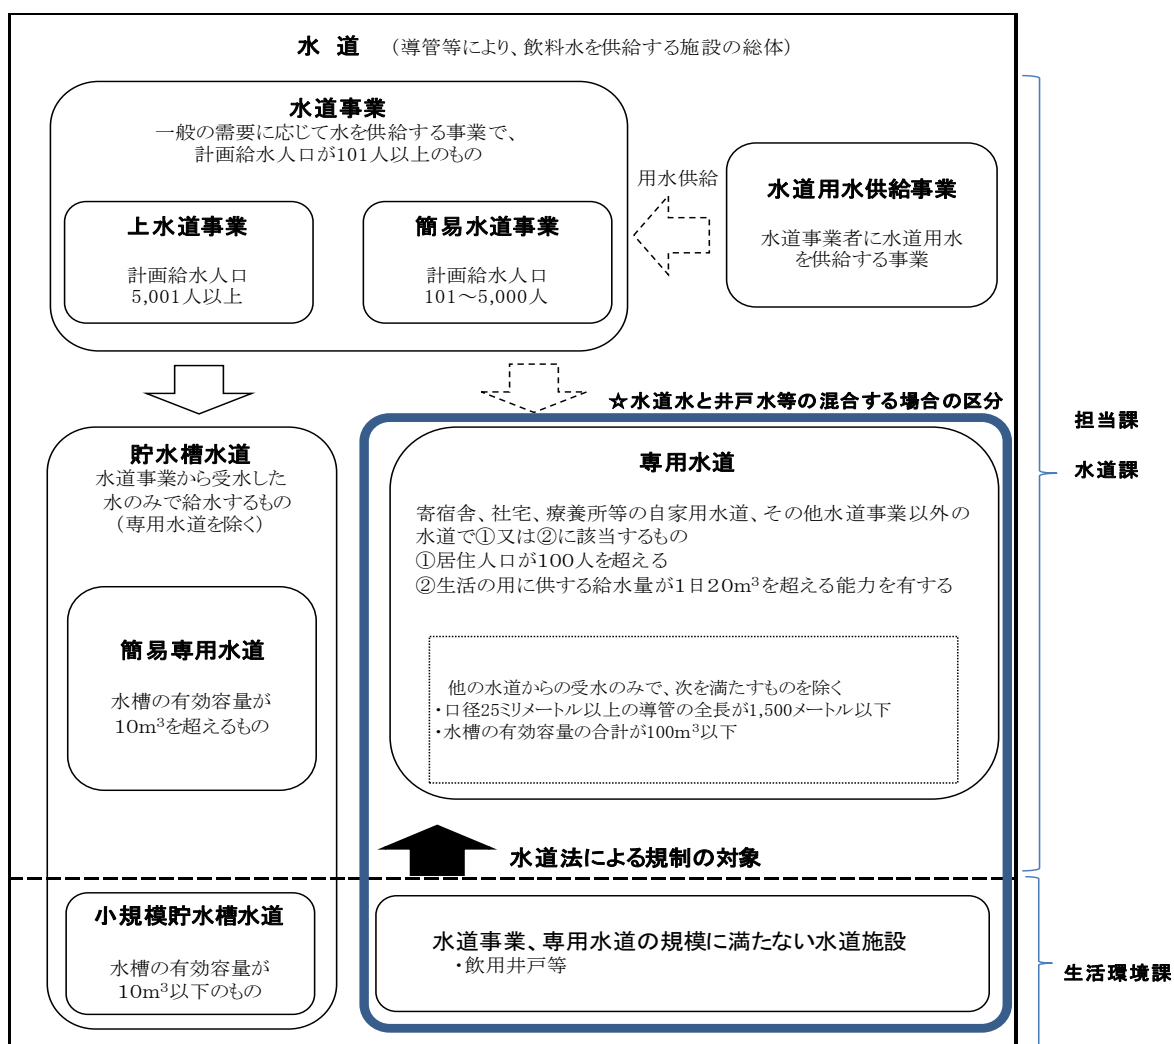 水 道 （導管等により、飲料水を供給する施設の総体）
水道事業
一般の需要に応じて水を供給する事業で、
計画給水人口が101人以上のもの
上水道事業
計画給水人口
5,001人以上
簡易水道事業
計画給水人口
101～5,000人
用水供給
水道用水供給事業
水道事業者に水道用水
を供給する事業
☆水道水と井戸水等の混合する場合の区分
貯水槽水道
水道事業から受水した
水のみで給水するもの
（専用水道を除く）
簡易専用水道
水槽の有効容量が
10m³を超えるもの
専用水道
寄宿舎、社宅、療養所等の自家用水道、その他水道事業以外の
水道で①又は②に該当するもの
①居住人口が100人を超える
②生活の用に供する給水量が１日２０m³を超える能力を有する
他の水道からの受水のみで、次を満たすものを除く
・口径25ミリメートル以上の導管の全長が1,500メートル以下
・水槽の有効容量の合計が100m³以下
水道法による規制の対象
担当課
水道課
小規模貯水槽水道
水槽の有効容量が
10m³以下のもの
水道事業、専用水道の規模に満たない水道施設
・飲用井戸等
生活環境課